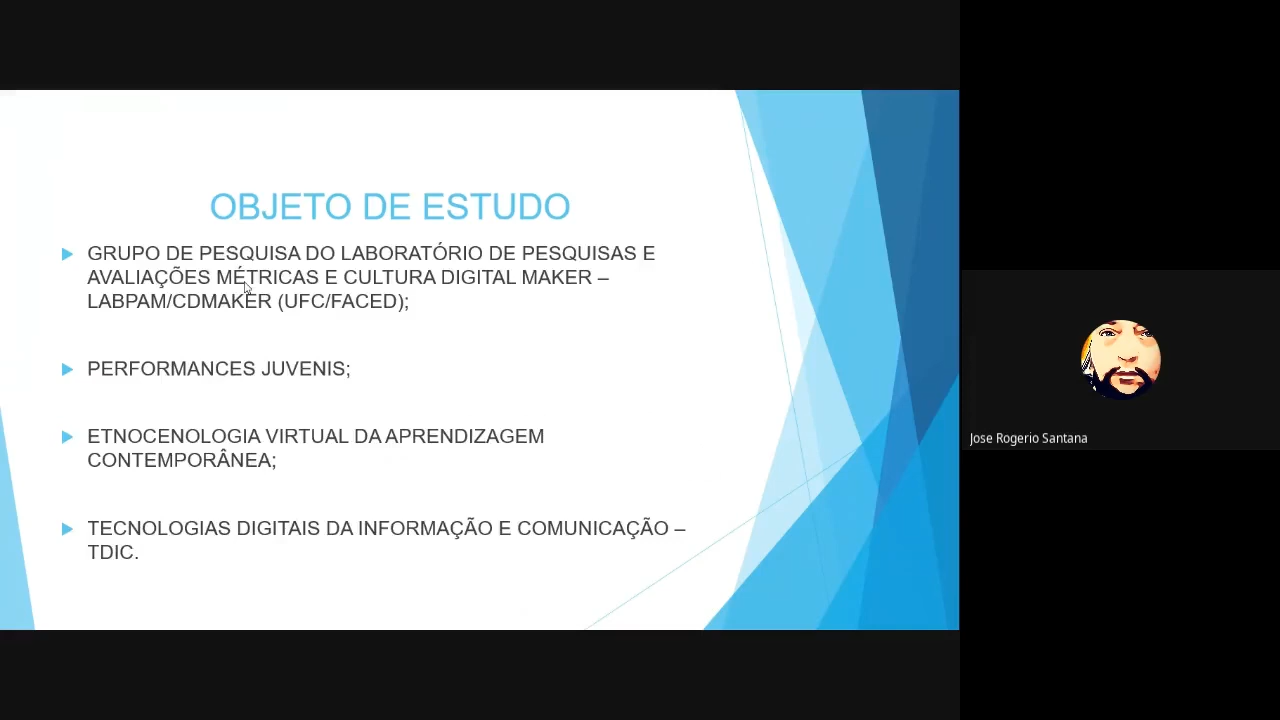 OBJETO DE ESTUDO
GRUPO DE PESQUISA DO LABORATÓRIO DE PESQUISAS E
AVALIAÇÕES MÉTRICAS E CULTURA DIGITAL MAKER –
LABPAM/CDMAKER (UFC/FACED);
PERFORMANCES JUVENIS;
ETNOCENOLOGIA VIRTUAL DA APRENDIZAGEM
CONTEMPORÂNEA;
TECNOLOGIAS DIGITAIS DA INFORMAÇÃO E COMUNICAÇÃO –
TDIC.
Jose Rogerio Santana